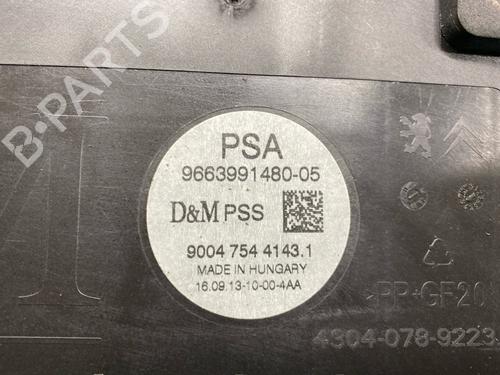 PSA
9663991480-05
D&M PSS
9004 754 4143.1
MADE IN HUNGARY
16.09.13-10-00-4AA
>PP+GF20
4304-078-9223
B-PARTS